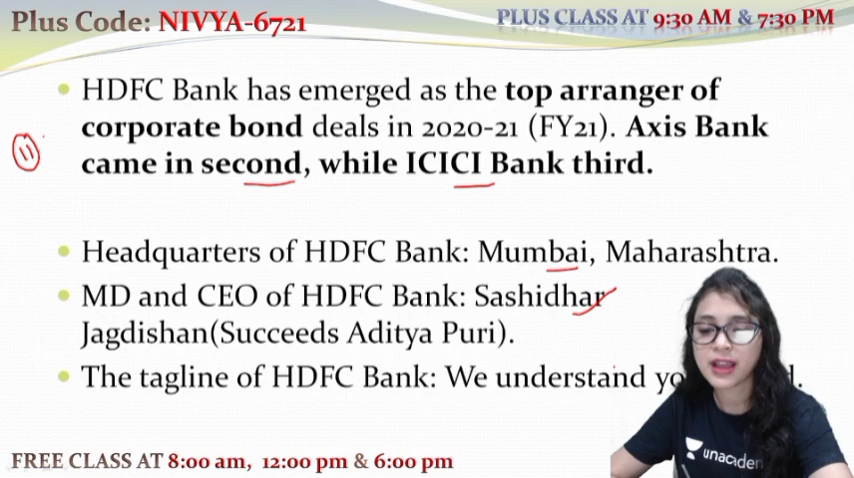 Plus Code: NIVYA-6721
PLUS CLASS AT 9:30 AM & 7:30 PM
HDFC Bank has emerged as the top arranger of
corporate bond deals in 2020-21 (FY21). Axis Bank
came in second, while ICICI Bank third.
11
Headquarters of HDFC Bank: Mumbai, Maharashtra.
MD and CEO of HDFC Bank: Sashidhar
Jagdishan(Succeeds Aditya Puri).
The tagline of HDFC Bank: We understand
unacademy
FREE CLASS AT 8:00 am, 12:00 pm & 6:00 pm